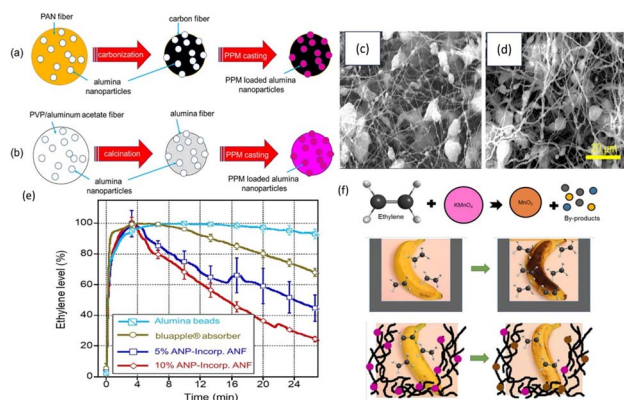 PAN fiber
carbon fiber
(a)
carbonization
PPM casting
alumina
nanoparticles
PPM loaded alumina
nanoparticles
PVP/aluminum acetate fiber
alumina fiber
(b)
calcination
PPM casting
alumina
nanoparticles
PPM loaded alumina
nanoparticles
(c)
(d)
(e)
Ethylene level (%)
100
80
60
40
20
0
Alumina beads
bluapple® absorber
5% ANP-Incorp. ANF
10% ANP-Incorp. ANF
0 4 8 12 16 20 24
Time (min)
(f)
Ethylene
+
KMnO₄
MnO₂
+
By-products